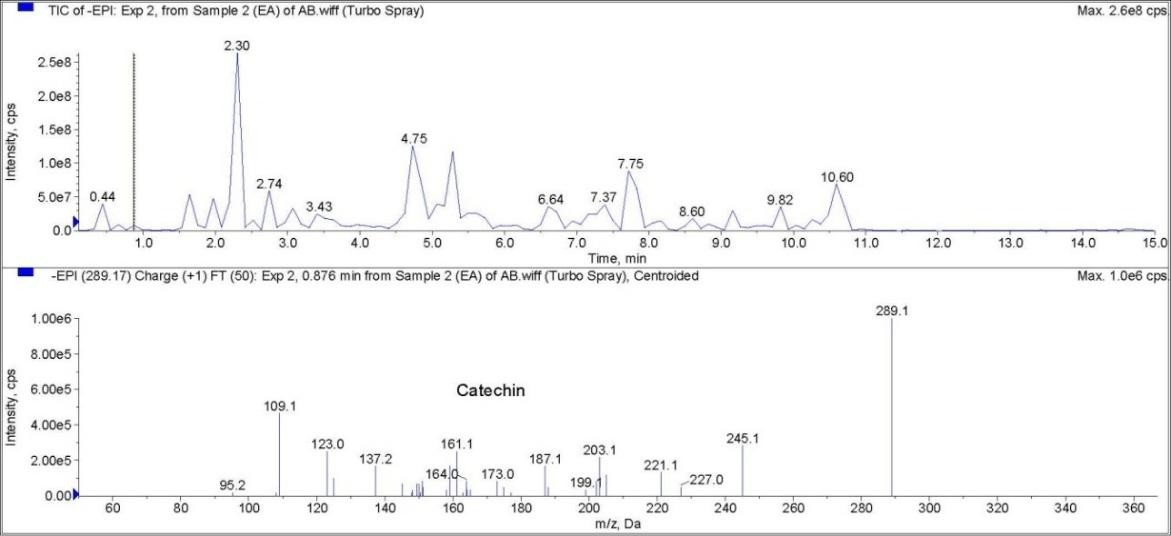 TIC of -EPI: Exp 2, from Sample 2 (EA) of AB.wiff (Turbo Spray) Max. 2.6e8 cps.
Intensity, cps
2.5e8
2.0e8
1.5e8
1.0e8
5.0e7
0.0
0.44
2.30
2.74
3.43
4.75
6.64
7.37
7.75
8.60
9.82
10.60
1.0 2.0 3.0 4.0 5.0 6.0 7.0 8.0 9.0 10.0 11.0 12.0 13.0 14.0 15.0
Time, min
-EPI (289.17) Charge (+1) FT (50): Exp 2, 0.876 min from Sample 2 (EA) of AB.wiff (Turbo Spray), Centroided Max. 1.0e6 cps.
Intensity, cps
1.00e6
8.00e5
6.00e5
4.00e5
2.00e5
0.00
Catechin
95.2
109.1
123.0
137.2
161.1
164.0
173.0
187.1
199.1
203.1
221.1
227.0
245.1
289.1
60 80 100 120 140 160 180 200 220 240 260 280 300 320 340 360
m/z, Da